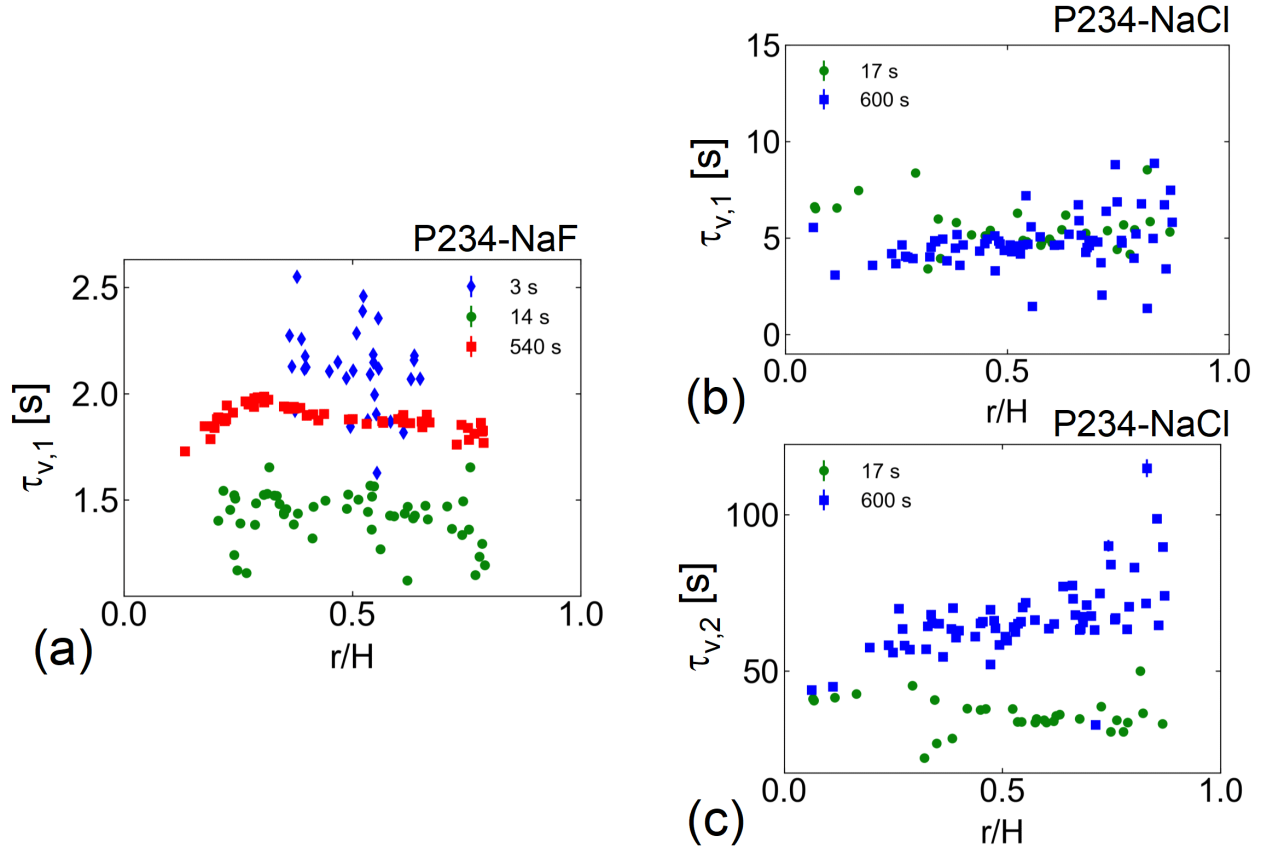 P234-NaF
3 s
14 s
540 s
2.5
2.0
1.5
τv,1 [s]
0.0
0.5
1.0
r/H
(a)
P234-NaCl
17 s
600 s
15
10
5
0
τv,1 [s]
0.0
0.5
1.0
r/H
(b)
P234-NaCl
17 s
600 s
100
50
τv,2 [s]
0.0
0.5
1.0
r/H
(c)